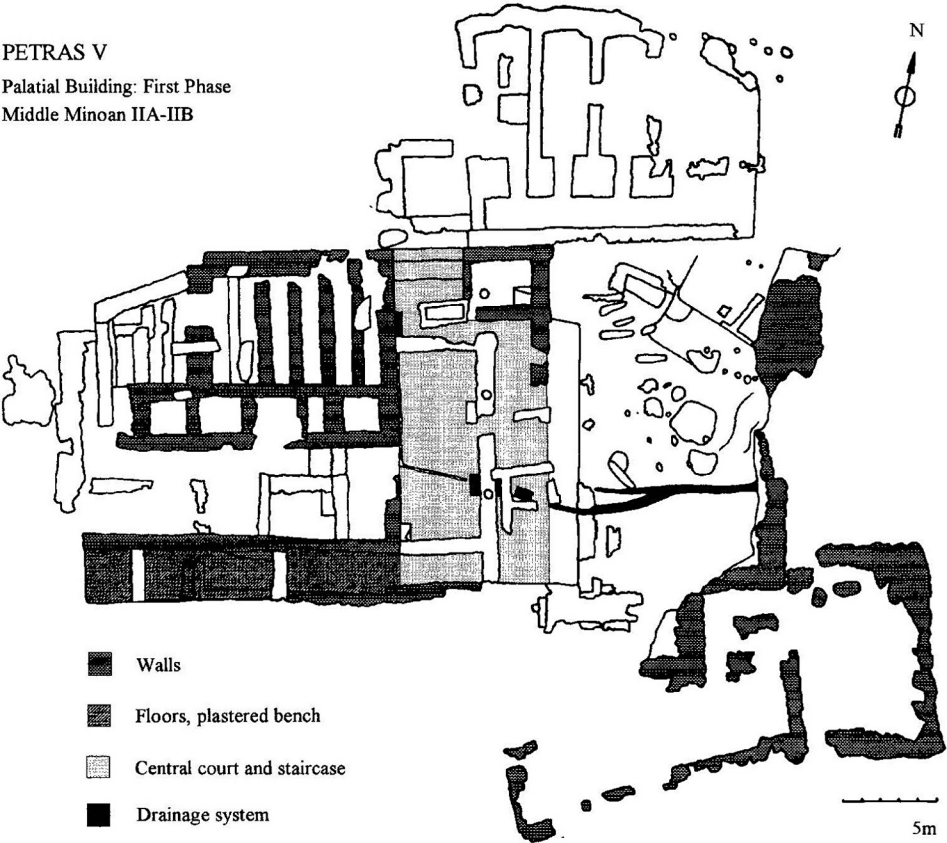 PETRAS V
Palatial Building: First Phase
Middle Minoan IIA-IIB
N
Walls
Floors, plastered bench
Central court and staircase
Drainage system
5m